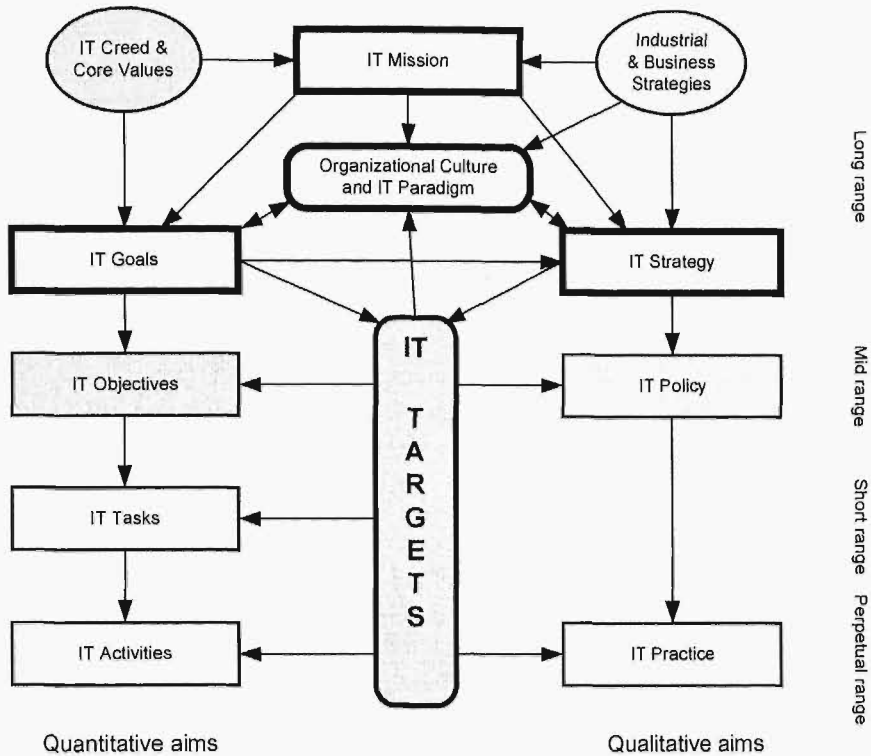 IT Creed &
Core Values
IT Mission
Industrial
& Business
Strategies
Organizational Culture
and IT Paradigm
IT Goals
IT Strategy
IT
T
A
R
G
E
T
S
IT Objectives
IT Policy
IT Tasks
IT Activities
IT Practice
Long range
Mid range
Short range
Perpetual range
Quantitative aims
Qualitative aims